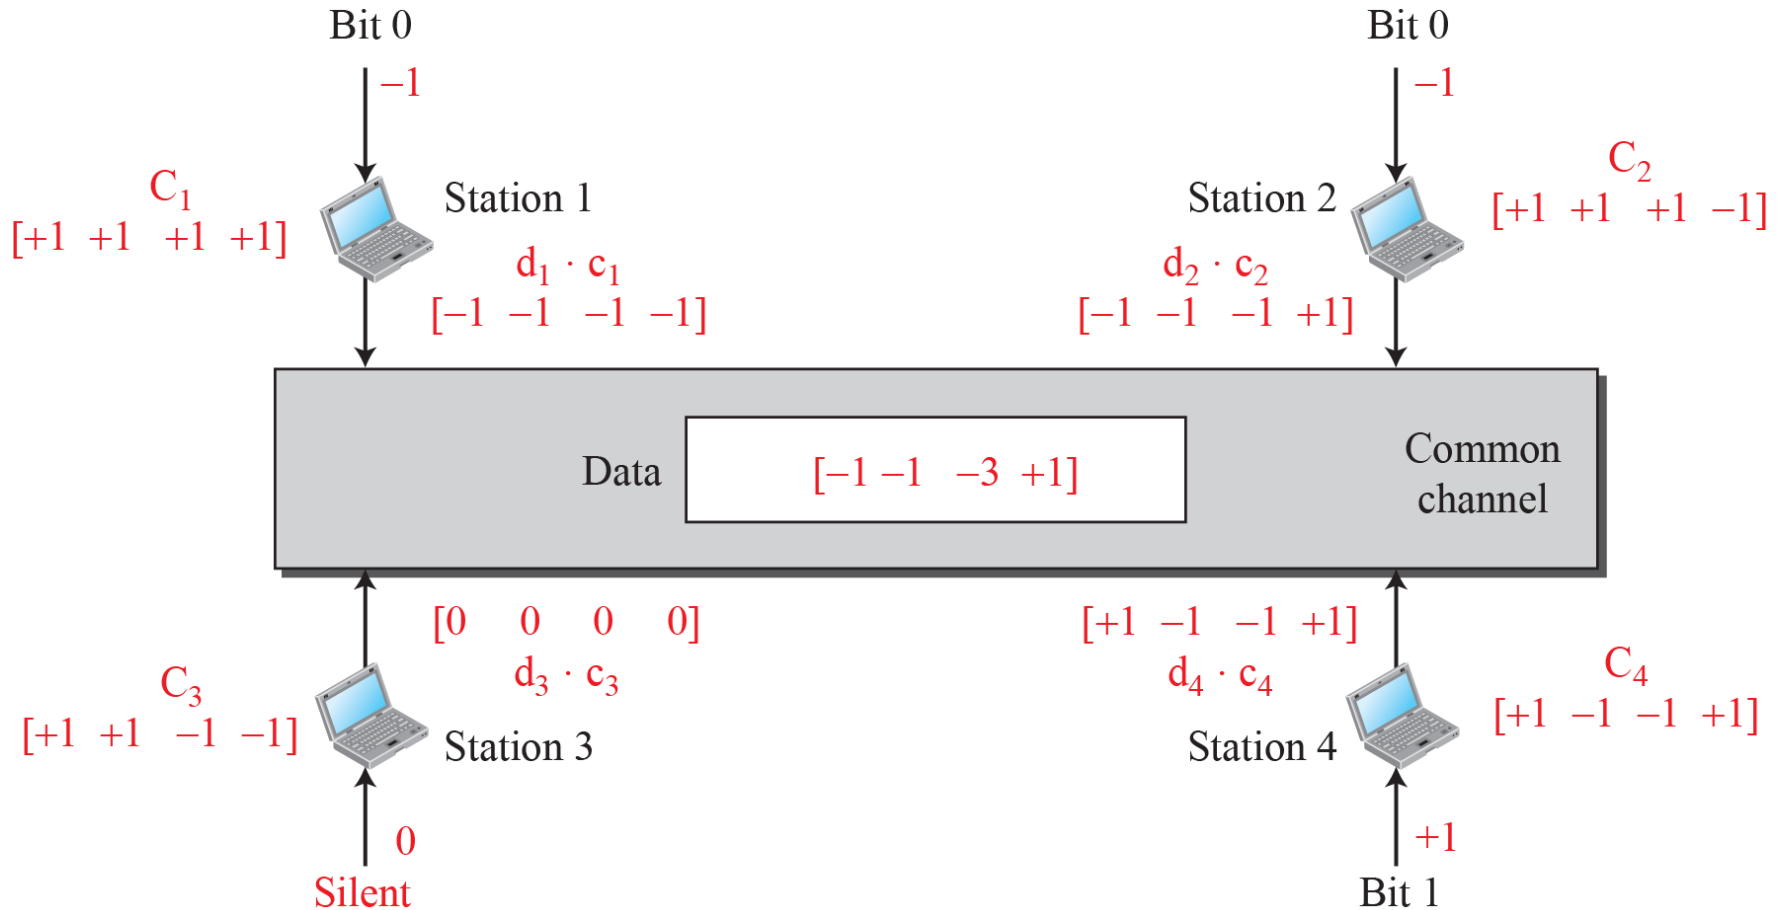 Bit 0
Bit 0
−1
−1
C1
[+1 +1 +1 +1]
Station 1
Station 2
C2
[+1 +1 +1 −1]
d1 · c1
[−1 −1 −1 −1]
d2 · c2
[−1 −1 −1 +1]
Data
[−1 −1 −3 +1]
Common
channel
[0 0 0 0]
d3 · c3
[+1 −1 −1 +1]
d4 · c4
C3
[+1 +1 −1 −1]
Station 3
Station 4
C4
[+1 −1 −1 +1]
0
Silent
+1
Bit 1